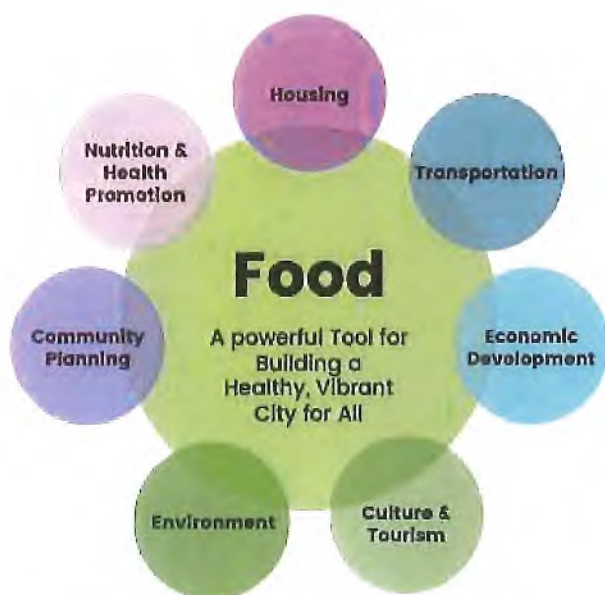 Housing
Nutrition &
Health
Promotion
Transportation
Food
A powerful Tool for
Building a
Healthy, Vibrant
City for All
Community
Planning
Economic
Development
Environment
Culture &
Tourism